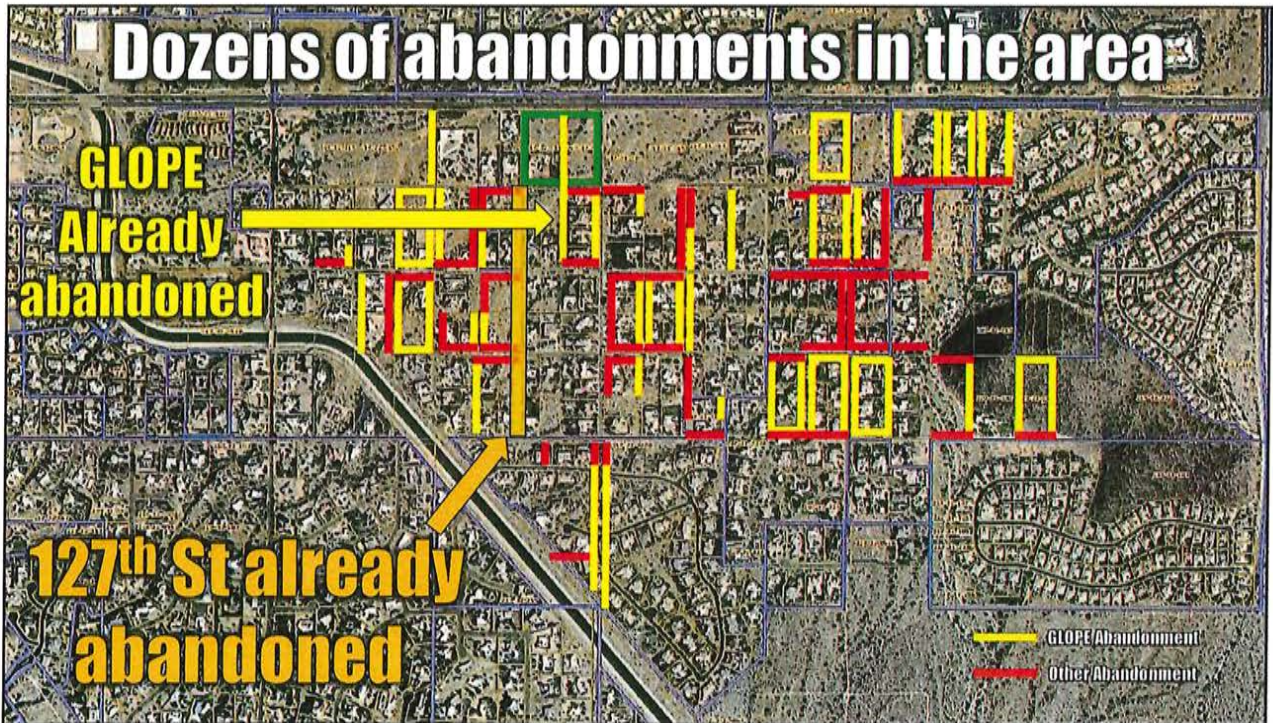 Dozens of abandonments in the area
GLOPE
Already
abandoned
127th St already
abandoned
GLOPE Abandonment
Other Abandonment